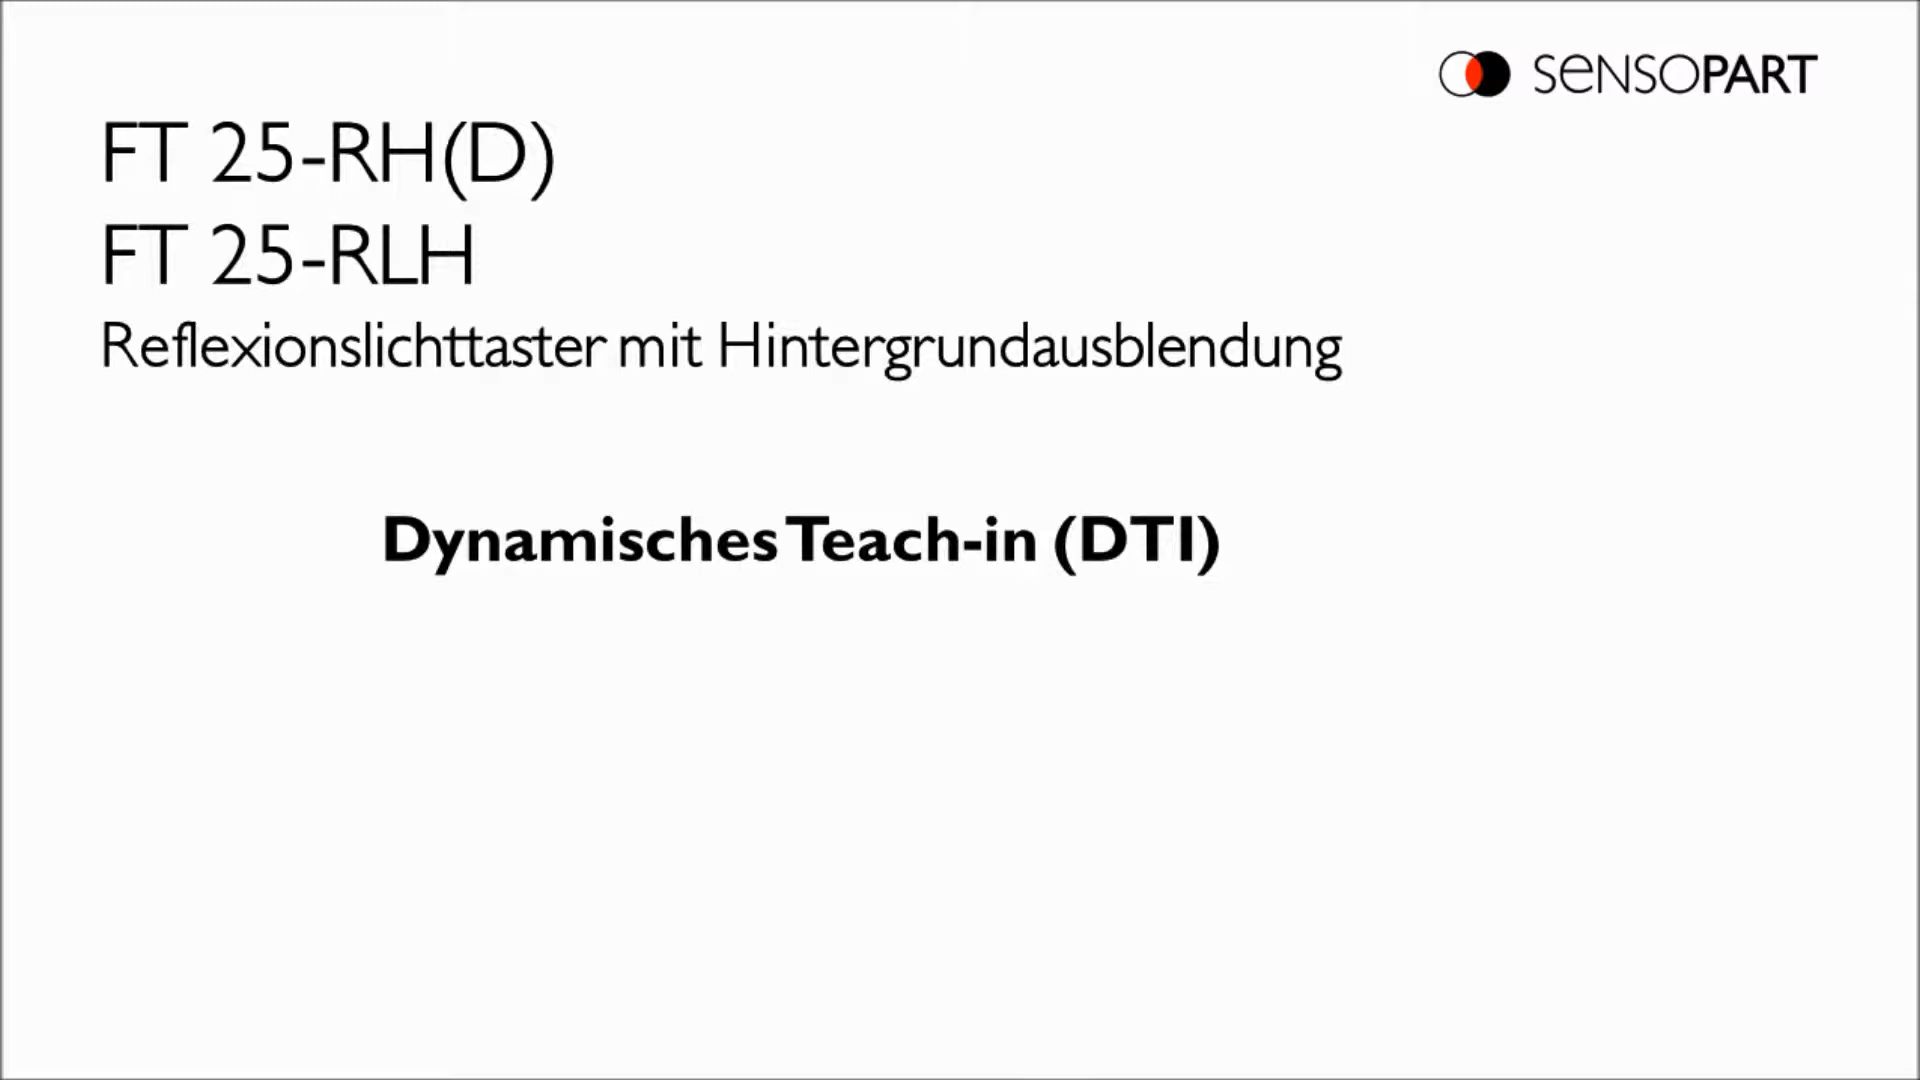 SENSOPART
FT 25-RH(D)
FT 25-RLH
Reflexionslichttaster mit Hintergrundausblendung
Dynamisches Teach-in (DTI)